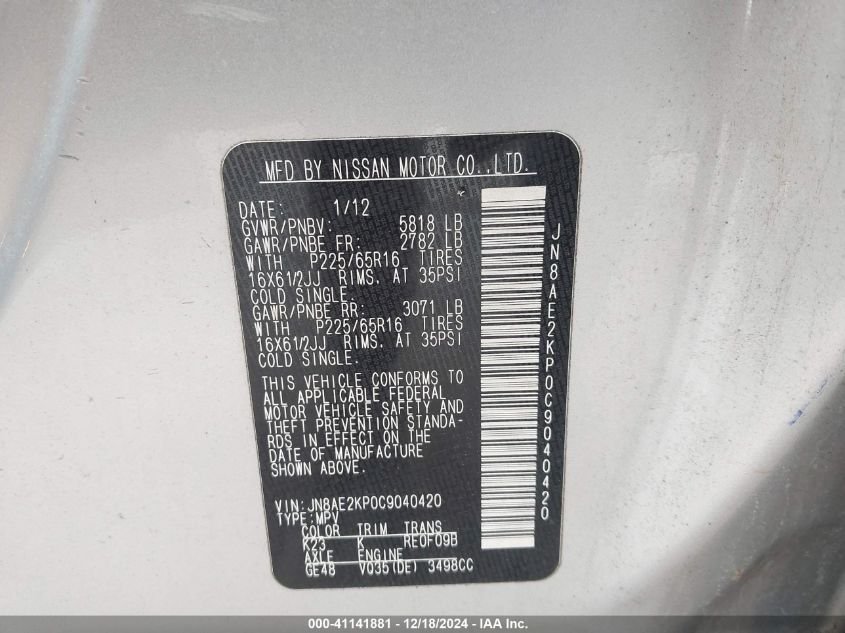 MFD BY NISSAN MOTOR CO.,LTD.
DATE: 1/12
GVWR/PNBV: 5818 LB
GAWR/PNBE FR: 2782 LB
WITH P225/65R16 TIRES
16X61/2JJ RIMS, AT 35PSI
COLD SINGLE.
GAWR/PNBE RR: 3071 LB
WITH P225/65R16 TIRES
16X61/2JJ RIMS, AT 35PSI
COLD SINGLE.
THIS VEHICLE CONFORMS TO
ALL APPLICABLE FEDERAL
MOTOR VEHICLE SAFETY AND
THEFT PREVENTION STANDA-
RDS IN EFFECT ON THE
DATE OF MANUFACTURE
SHOWN ABOVE.
VIN:JN8AE2KP0C9040420
TYPE:MPV
COLOR TRIM TRANS
K23 K RE0F09B
AXLE ENGINE
GE48 VQ35(DE) 3498CC
JN8AE2KP0C9040420
000-41141881 - 12/18/2024 - IAA Inc.